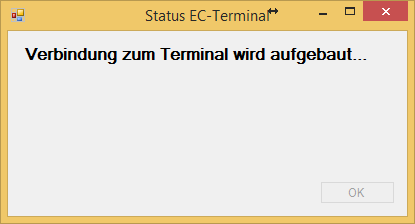 Status EC-Terminal
Verbindung zum Terminal wird aufgebaut...
OK